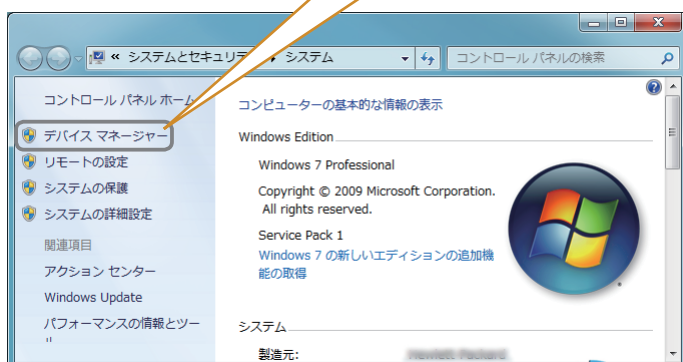 « システムとセキュリテ
システム
コントロール パネルの検索
コントロール パネル ホーム
デバイス マネージャー
リモートの設定
システムの保護
システムの詳細設定
関連項目
アクション センター
Windows Update
パフォーマンスの情報とツー
コンピューターの基本的な情報の表示
Windows Edition
Windows 7 Professional
Copyright © 2009 Microsoft Corporation.
All rights reserved.
Service Pack 1
Windows 7 の新しいエディションの追加機
能の取得
システム
製造元: